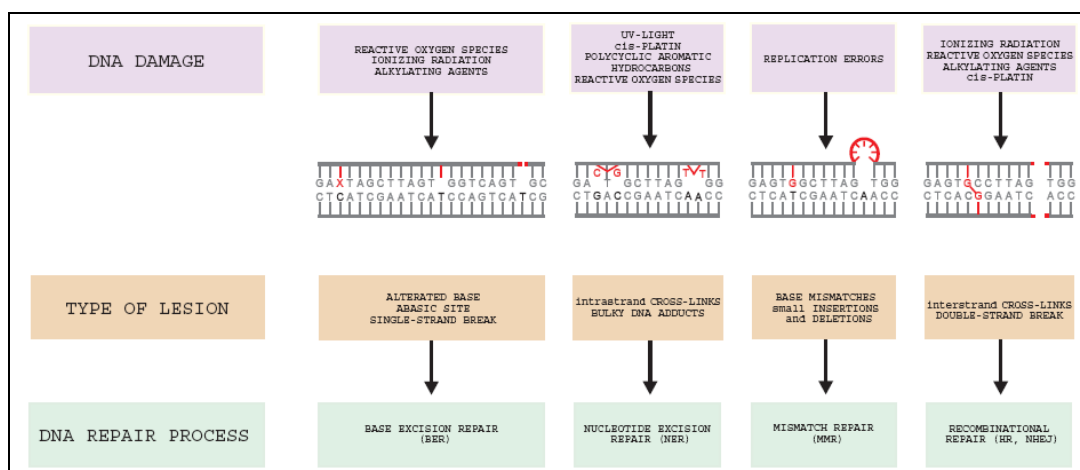 DNA DAMAGE
REACTIVE OXYGEN SPECIES
IONIZING RADIATION
ALKYLATING AGENTS
UV-LIGHT
cis-PLATIN
POLYCYCLIC AROMATIC
HYDROCARBONS
REACTIVE OXYGEN SPECIES
REPLICATION ERRORS
IONIZING RADIATION
REACTIVE OXYGEN SPECIES
ALKYLATING AGENTS
cis-PLATIN
GAXTAGCTTAGT GGTCAGT GC
CTCATCGAATCATCCAGTCATCG
C G T T
GA T GCTTAG GG
CTGACCGAATCAACC
GAGTGGCTTAG TGG
CTCATCGAATCAACC
GAGTGCCTTAG TGG
CTCACGGAATC ACC
TYPE OF LESION
ALTERATED BASE
ABASIC SITE
SINGLE-STRAND BREAK
intrastrand CROSS-LINKS
BULKY DNA ADDUCTS
BASE MISMATCHES
small INSERTIONS
and DELETIONS
interstrand CROSS-LINKS
DOUBLE-STRAND BREAK
DNA REPAIR PROCESS
BASE EXCISION REPAIR
(BER)
NUCLEOTIDE EXCISION
REPAIR (NER)
MISMATCH REPAIR
(MMR)
RECOMBINATIONAL
REPAIR (HR, NHEJ)